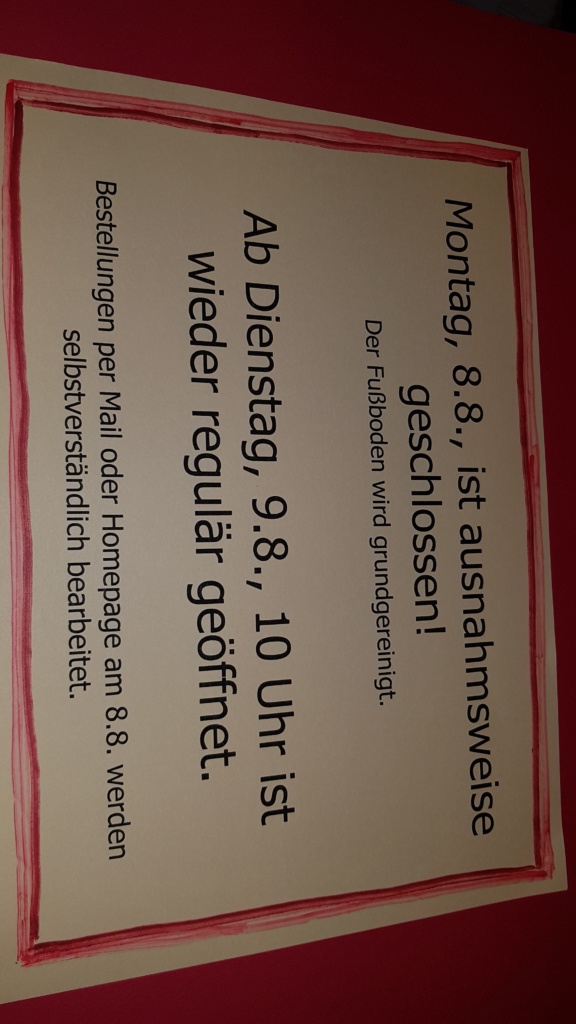 Montag, 8.8., ist ausnahmsweise
geschlossen!
Der Fußboden wird grundgereinigt.
Ab Dienstag, 9.8., 10 Uhr ist
wieder regulär geöffnet.
Bestellungen per Mail oder Homepage am 8.8. werden
selbstverständlich bearbeitet.